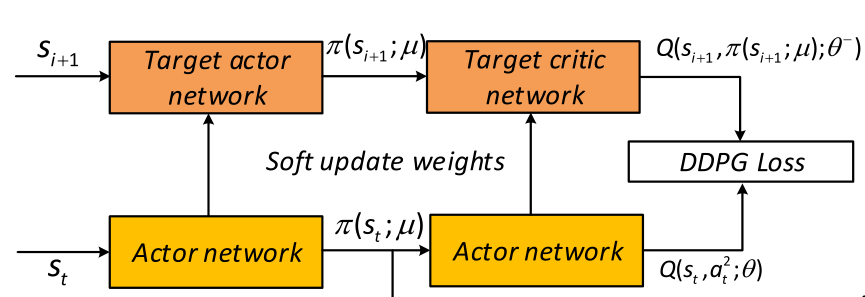 s_{i+1}
Target actor
network
π(s_{i+1};μ)
Target critic
network
Q(s_{i+1},π(s_{i+1};μ);θ⁻)
Soft update weights
DDPG Loss
s_t
Actor network
π(s_t;μ)
Actor network
Q(s_t,a_t^2;θ)